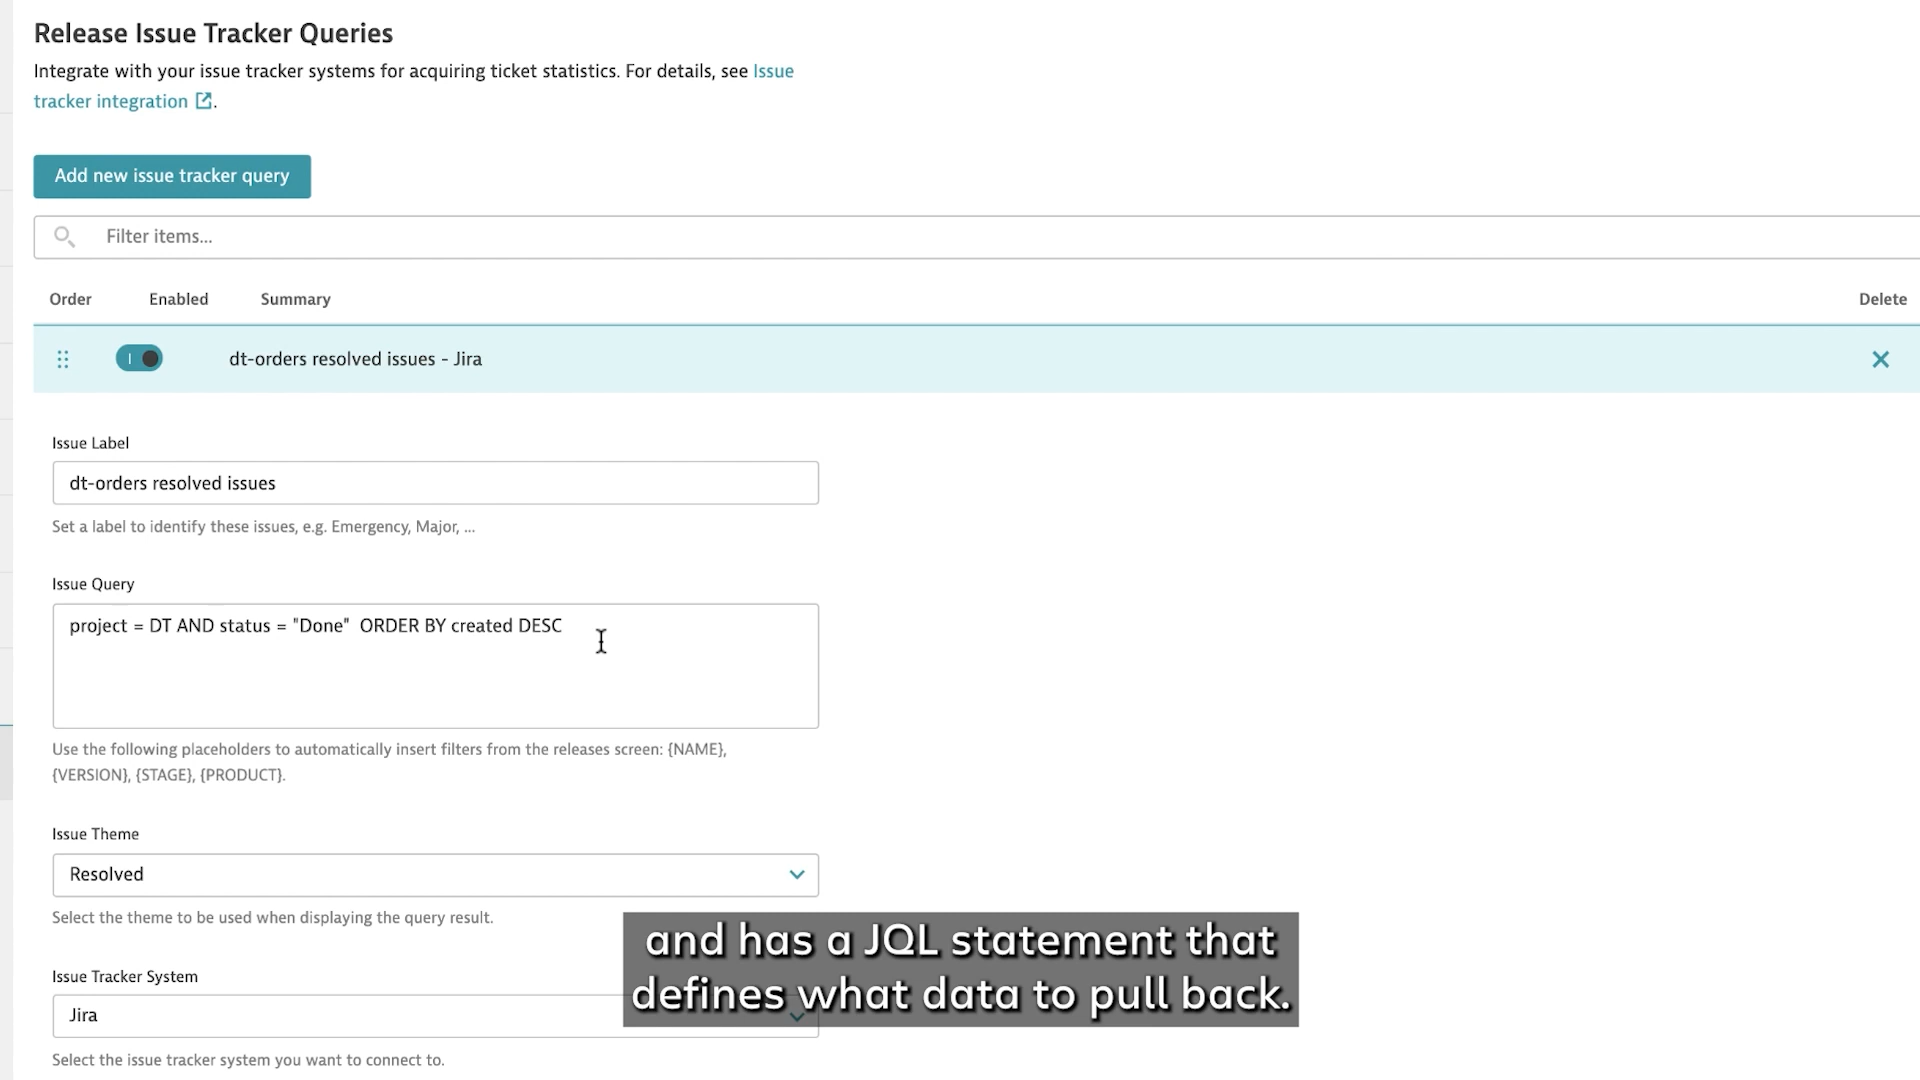 Release Issue Tracker Queries
Integrate with your issue tracker systems for acquiring ticket statistics. For details, see Issue
tracker integration.
Add new issue tracker query
Filter items...
Order Enabled Summary Delete
dt-orders resolved issues - Jira
Issue Label
dt-orders resolved issues
Set a label to identify these issues, e.g. Emergency, Major, ...
Issue Query
project = DT AND status = "Done"  ORDER BY created DESC
Use the following placeholders to automatically insert filters from the releases screen: {NAME},
{VERSION}, {STAGE}, {PRODUCT}.
Issue Theme
Resolved
Select the theme to be used when displaying the query result.
Issue Tracker System
Jira
Select the issue tracker system you want to connect to.
and has a JQL statement that
defines what data to pull back.